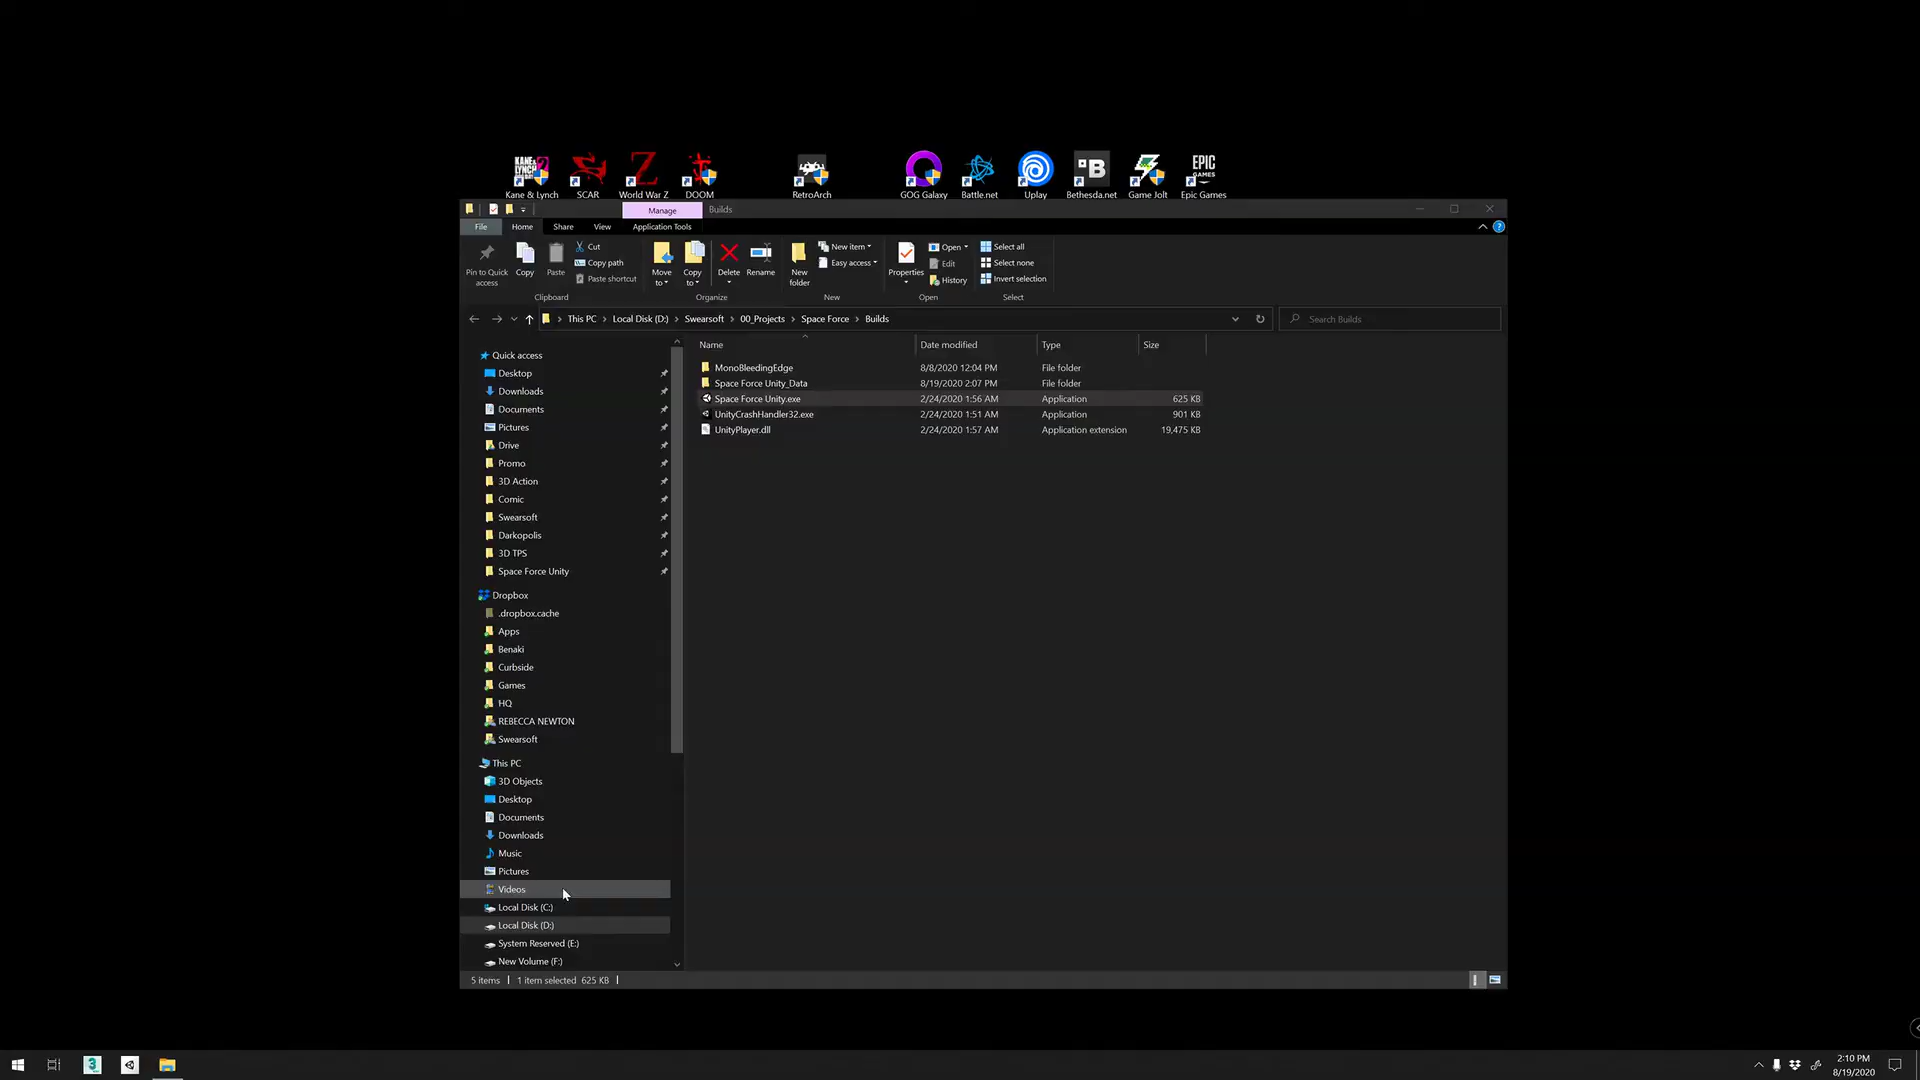 KANE & LYNCH
EPIC GAMES
Kane & Lynch
SCAR
World War Z
DOOM
RetroArch
GOG Galaxy
Battle.net
Uplay
Bethesda.net
Game Jolt
Epic Games
Manage
Builds
File
Home
Share
View
Application Tools
Pin to Quick access
Copy
Paste
Cut
Copy path
Paste shortcut
Move to
Copy to
Delete
Rename
New folder
New item
Easy access
Properties
Open
Edit
History
Select all
Select none
Invert selection
Clipboard
Organize
New
Open
Select
This PC > Local Disk (D:) > Swearsoft > 00_Projects > Space Force > Builds
Search Builds
Name
Date modified
Type
Size
MonoBleedingEdge 8/8/2020 12:04 PM File folder
Space Force Unity_Data 8/19/2020 2:07 PM File folder
Space Force Unity.exe 2/24/2020 1:56 AM Application 625 KB
UnityCrashHandler32.exe 2/24/2020 1:51 AM Application 901 KB
UnityPlayer.dll 2/24/2020 1:57 AM Application extension 19,475 KB
Quick access
Desktop
Downloads
Documents
Pictures
Drive
Promo
3D Action
Comic
Swearsoft
Darkopolis
3D TPS
Space Force Unity
Dropbox
.dropbox.cache
Apps
Benaki
Curbside
Games
HQ
REBECCA NEWTON
Swearsoft
This PC
3D Objects
Desktop
Documents
Downloads
Music
Pictures
Videos
Local Disk (C:)
Local Disk (D:)
System Reserved (E:)
New Volume (F:)
5 items
1 item selected 625 KB
2:10 PM
8/19/2020